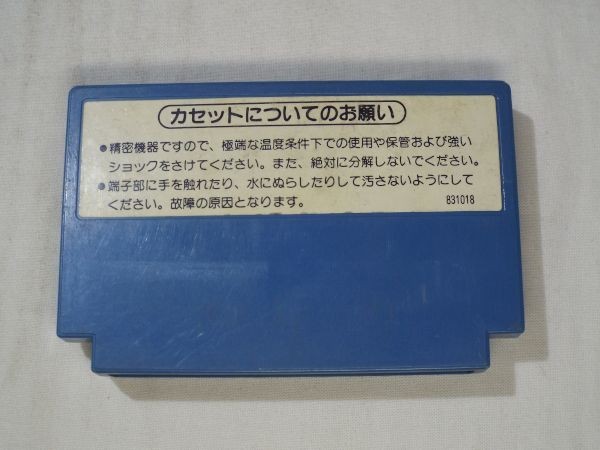 カセットについてのお願い
●精密機器ですので、極端な温度条件下での使用や保管および強い
ショックをさけてください。また、絶対に分解しないでください。
●端子部に手を触れたり、水にぬらしたりして汚さないようにして
ください。故障の原因となります。
831018